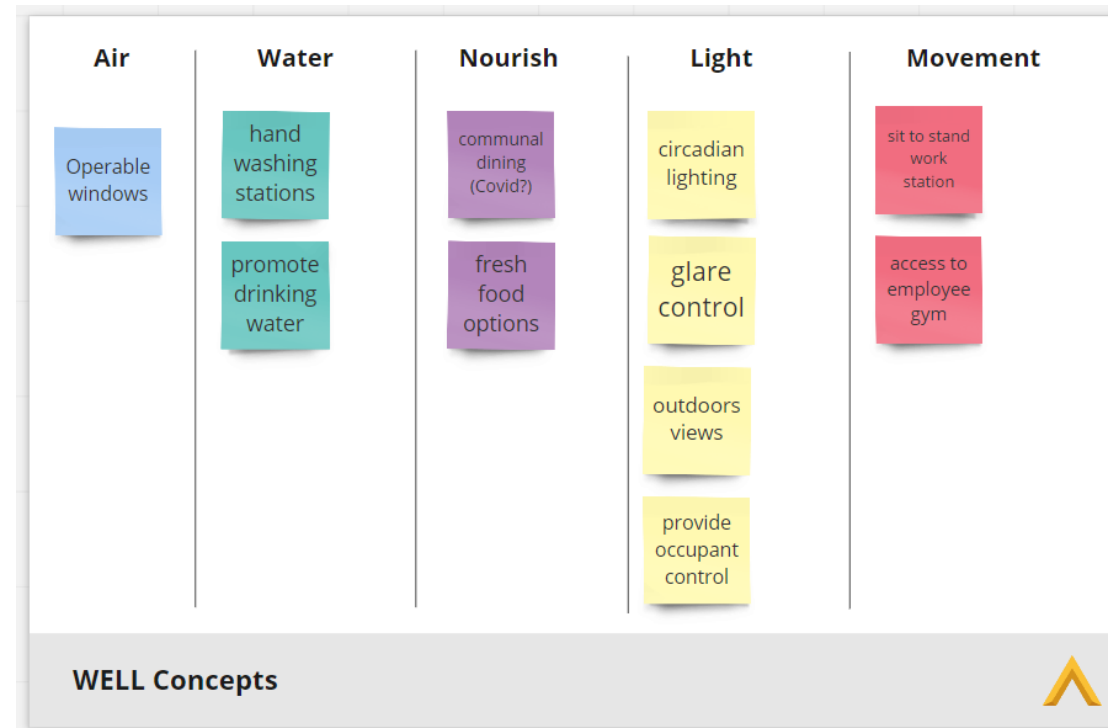 Air
Water
Nourish
Light
Movement
Operable
windows
hand
washing
stations
promote
drinking
water
communal
dining
(Covid?)
fresh
food
options
circadian
lighting
glare
control
outdoors
views
provide
occupant
control
sit to stand
work
station
access to
employee
gym
WELL Concepts